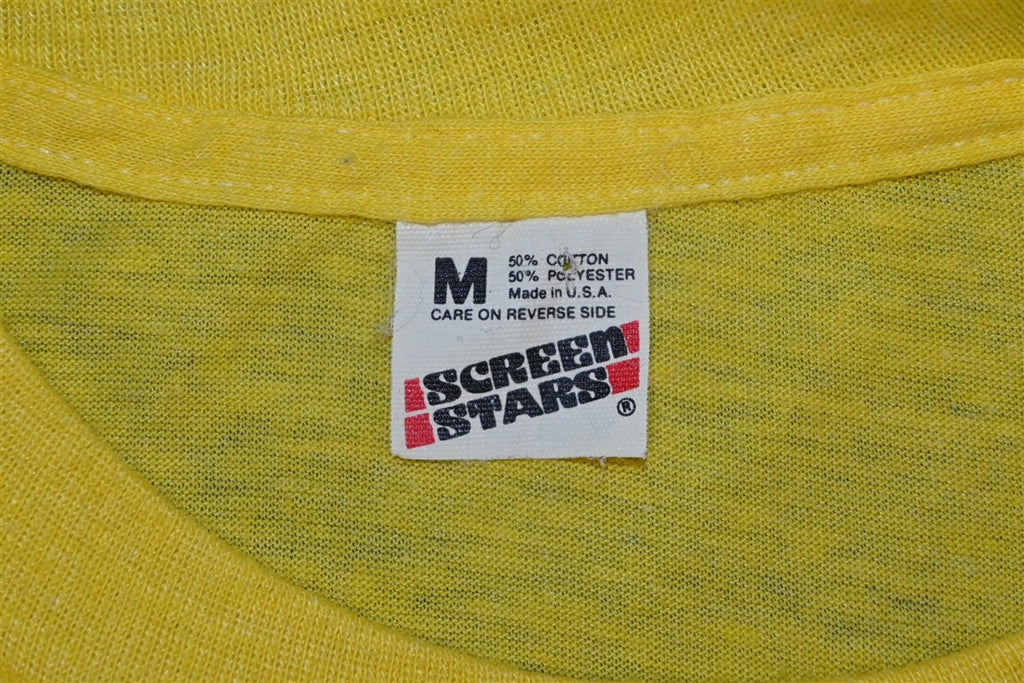 M
50% COTTON
50% POLYESTER
Made in U.S.A.
CARE ON REVERSE SIDE
SCREEN
STARS
®